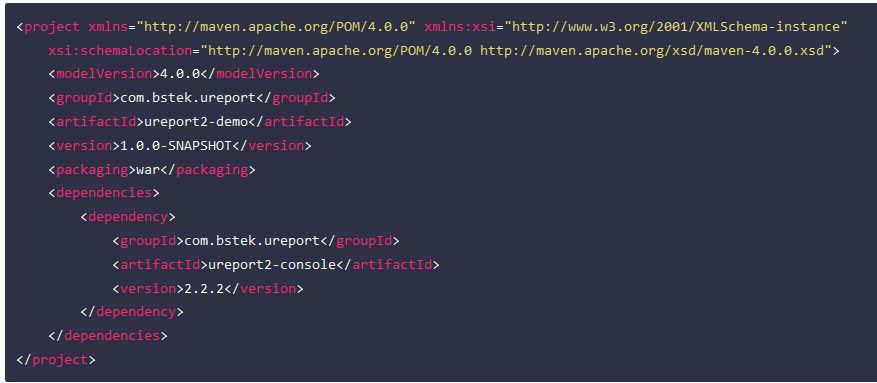 <project xmlns="http://maven.apache.org/POM/4.0.0" xmlns:xsi="http://www.w3.org/2001/XMLSchema-instance"
    xsi:schemaLocation="http://maven.apache.org/POM/4.0.0 http://maven.apache.org/xsd/maven-4.0.0.xsd">
    <modelVersion>4.0.0</modelVersion>
    <groupId>com.bstek.ureport</groupId>
    <artifactId>ureport2-demo</artifactId>
    <version>1.0.0-SNAPSHOT</version>
    <packaging>war</packaging>
    <dependencies>
        <dependency>
            <groupId>com.bstek.ureport</groupId>
            <artifactId>ureport2-console</artifactId>
            <version>2.2.2</version>
        </dependency>
    </dependencies>
</project>